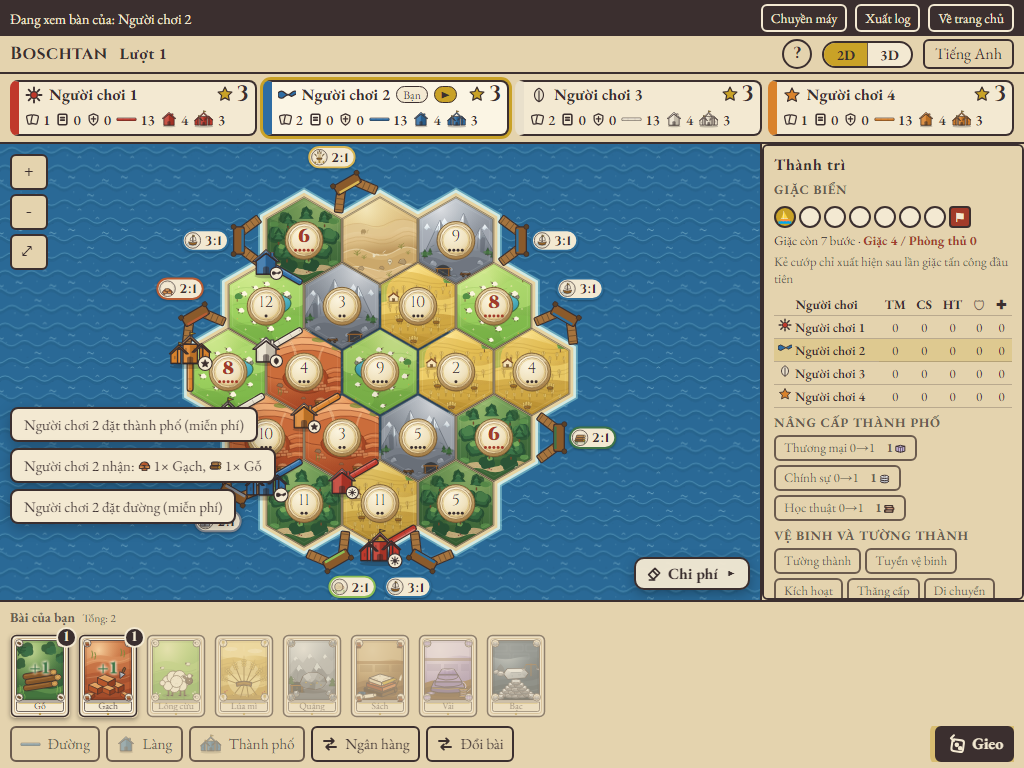 Đang xem bàn của: Người chơi 2
Chuyền máy
Xuất log
Về trang chủ
BOSCHTAN Lượt 1
?
2D 3D
Tiếng Anh
Người chơi 1 3
1 0 0 13 4 3
Người chơi 2 Bạn 3
2 0 0 13 4 3
Người chơi 3 3
2 0 0 13 4 3
Người chơi 4 3
1 0 0 13 4 3
+
-
2:1
3:1
6
9
3:1
2:1
12
3
10
8
3:1
8
4
9
2
4
10
3
5
6
2:1
11
11
5
2:1
3:1
Người chơi 2 đặt thành phố (miễn phí)
Người chơi 2 nhận: 1× Gạch, 1× Gỗ
Người chơi 2 đặt đường (miễn phí)
Chi phí
Thành trì
GIẶC BIỂN
Giặc còn 7 bước · Giặc 4 / Phòng thủ 0
Kẻ cướp chỉ xuất hiện sau lần giặc tấn công đầu
tiên
Người chơi TM CS HT
Người chơi 1 0 0 0 0 0
Người chơi 2 0 0 0 0 0
Người chơi 3 0 0 0 0 0
Người chơi 4 0 0 0 0 0
NÂNG CẤP THÀNH PHỐ
Thương mại 0→1 1
Chính sự 0→1 1
Học thuật 0→1 1
VỆ BINH VÀ TƯỜNG THÀNH
Tường thành
Tuyển vệ binh
Kích hoạt
Thăng cấp
Di chuyển
Bài của bạn Tổng: 2
1
1
+1
+1
Gỗ
Gạch
Lông cừu
Lúa mì
Quặng
Sách
Vải
Bạc
Đường
Làng
Thành phố
Ngân hàng
Đổi bài
Gieo